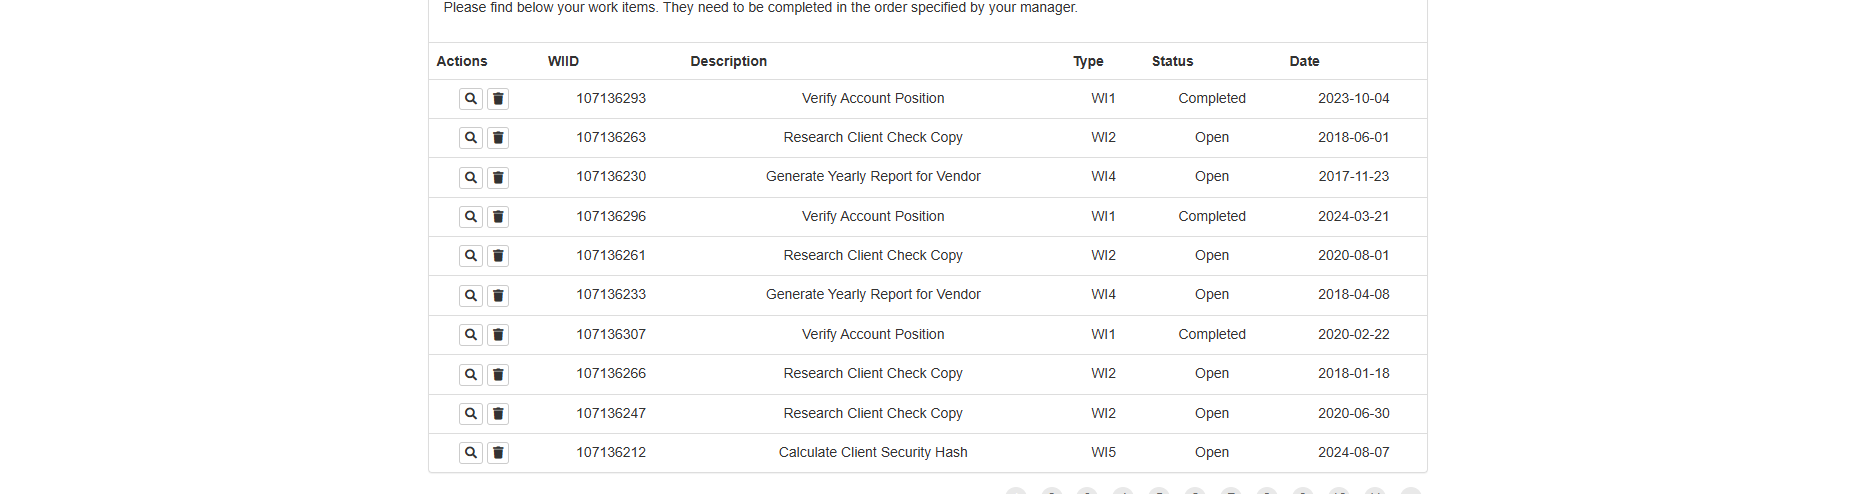 Please find below your work items. They need to be completed in the order specified by your manager.
Actions WIID Description Type Status Date
107136293 Verify Account Position WI1 Completed 2023-10-04
107136263 Research Client Check Copy WI2 Open 2018-06-01
107136230 Generate Yearly Report for Vendor WI4 Open 2017-11-23
107136296 Verify Account Position WI1 Completed 2024-03-21
107136261 Research Client Check Copy WI2 Open 2020-08-01
107136233 Generate Yearly Report for Vendor WI4 Open 2018-04-08
107136307 Verify Account Position WI1 Completed 2020-02-22
107136266 Research Client Check Copy WI2 Open 2018-01-18
107136247 Research Client Check Copy WI2 Open 2020-06-30
107136212 Calculate Client Security Hash WI5 Open 2024-08-07